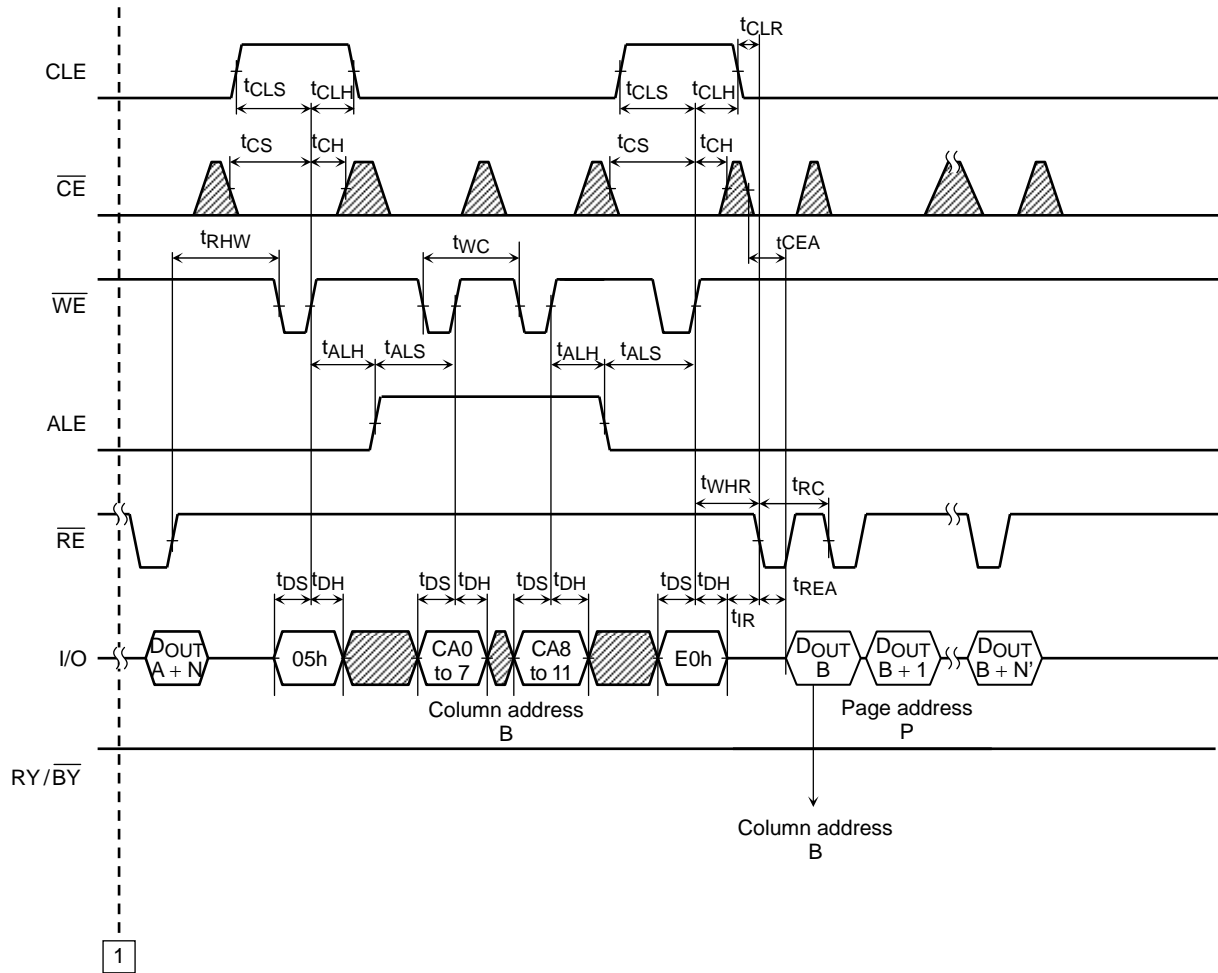 tCLR
CLE
tCLS tCLH tCLS tCLH
tCS tCH tCS tCH
CE
tRHW tWC tCEA
WE
tALH tALS tALH tALS
ALE
tWHR tRC
RE
tDS tDH tDS tDH tDS tDH tDS tDH tREA
tIR
I/O
DOUT
A + N
05h
CA0
to 7
CA8
to 11
E0h
DOUT
B
DOUT
B + 1
DOUT
B + N'
Column address
B
Page address
P
RY/BY
Column address
B
1